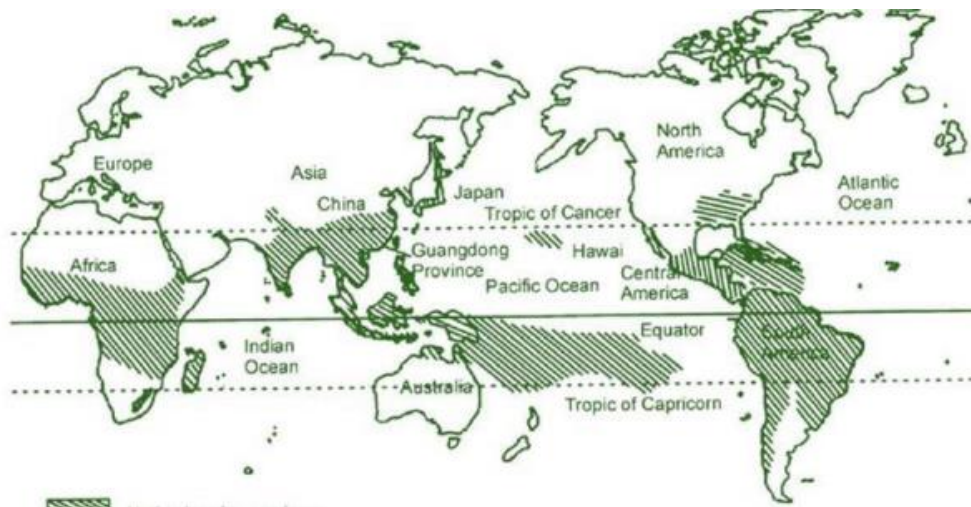 North
America
Europe
Asia
Atlantic
Ocean
China
Japan
Tropic of Cancer
Guangdong
Province
Hawai
Africa
Central
America
Pacific Ocean
Equator
South
America
Indian
Ocean
Australia
Tropic of Capricorn